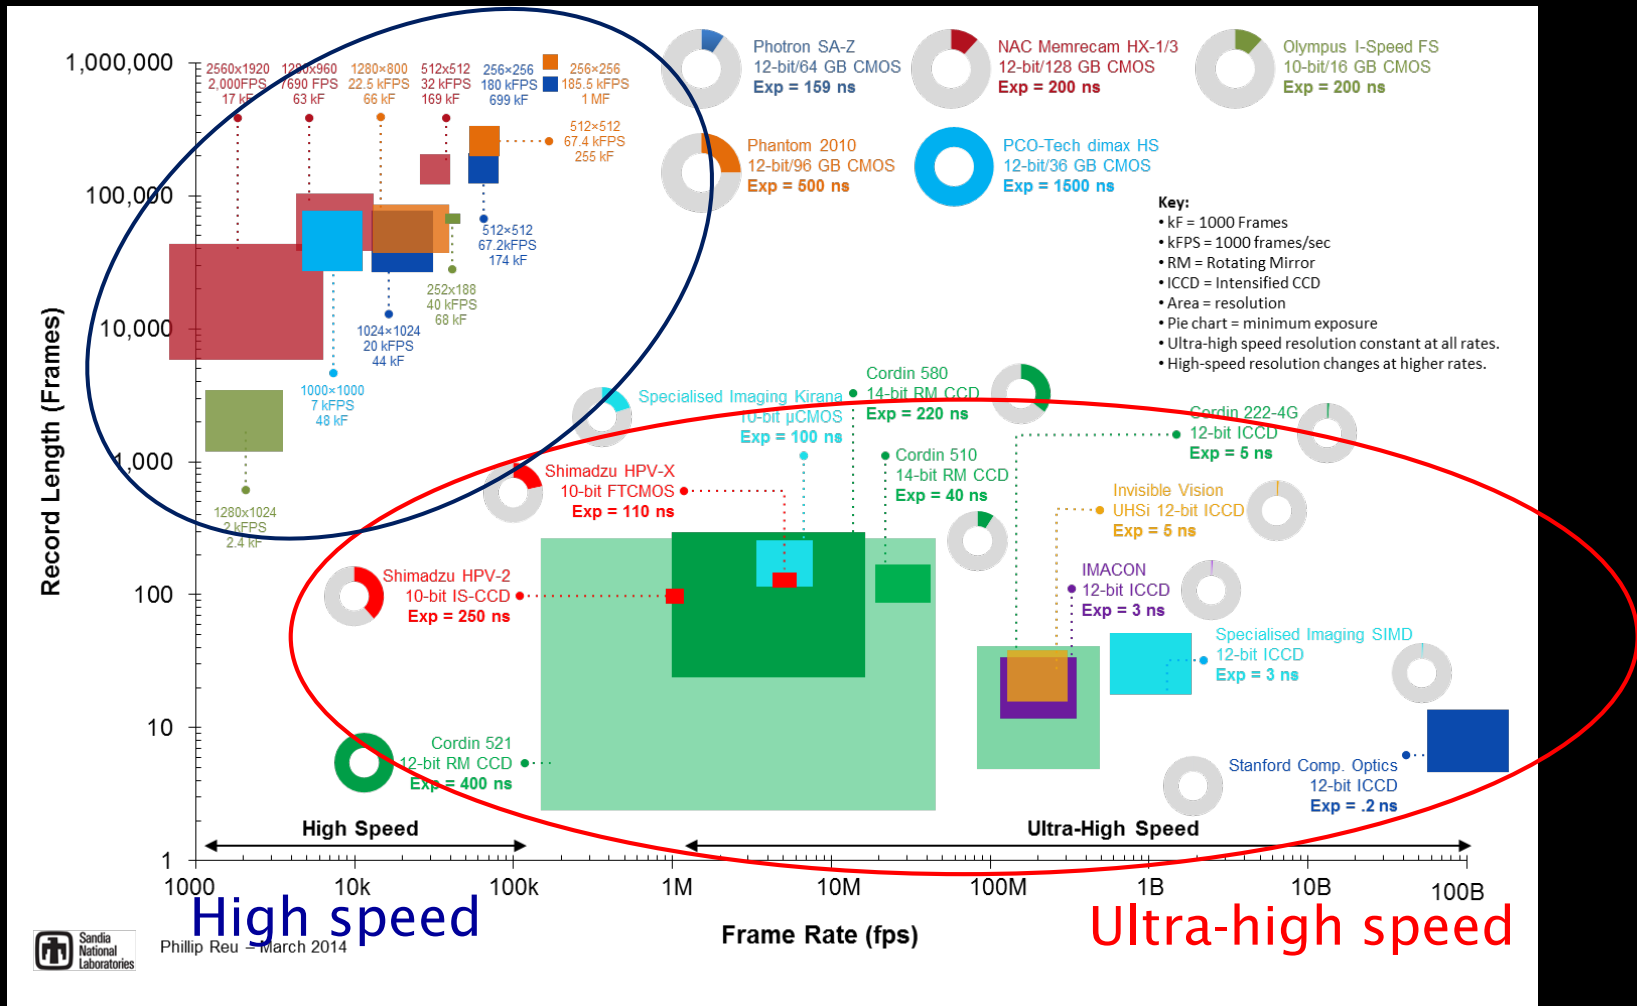 1,000,000
100,000
10,000
1,000
100
10
1
Record Length (Frames)
2560x1920
2,000FPS
17 kF
1280x960
7690 FPS
63 kF
1280×800
22.5 kFPS
66 kF
512x512
32 kFPS
169 kF
256×256
180 kFPS
699 kF
256×256
185.5 kFPS
1 MF
512×512
67.4 kFPS
255 kF
512×512
67.2kFPS
174 kF
252x188
40 kFPS
68 kF
1024×1024
20 kFPS
44 kF
1000×1000
7 kFPS
48 kF
1280x1024
2 kFPS
2.4 kF
Photron SA-Z
12-bit/64 GB CMOS
Exp = 159 ns
NAC Memrecam HX-1/3
12-bit/128 GB CMOS
Exp = 200 ns
Olympus I-Speed FS
10-bit/16 GB CMOS
Exp = 200 ns
Phantom 2010
12-bit/96 GB CMOS
Exp = 500 ns
PCO-Tech dimax HS
12-bit/36 GB CMOS
Exp = 1500 ns
Key:
• kF = 1000 Frames
• kFPS = 1000 frames/sec
• RM = Rotating Mirror
• ICCD = Intensified CCD
• Area = resolution
• Pie chart = minimum exposure
• Ultra-high speed resolution constant at all rates.
• High-speed resolution changes at higher rates.
Specialised Imaging Kirana
10-bit µCMOS
Exp = 100 ns
Cordin 580
14-bit RM CCD
Exp = 220 ns
Cordin 222-4G
12-bit ICCD
Exp = 5 ns
Shimadzu HPV-X
10-bit FTCMOS
Exp = 110 ns
Cordin 510
14-bit RM CCD
Exp = 40 ns
Invisible Vision
UHSi 12-bit ICCD
Exp = 5 ns
Shimadzu HPV-2
10-bit IS-CCD
Exp = 250 ns
IMACON
12-bit ICCD
Exp = 3 ns
Specialised Imaging SIMD
12-bit ICCD
Exp = 3 ns
Cordin 521
12-bit RM CCD
Exp = 400 ns
Stanford Comp. Optics
12-bit ICCD
Exp = .2 ns
High Speed
Ultra-High Speed
1000
10k
100k
1M
10M
100M
1B
10B
100B
Frame Rate (fps)
High speed
Ultra-high speed
Sandia
National
Laboratories
Phillip Reu – March 2014